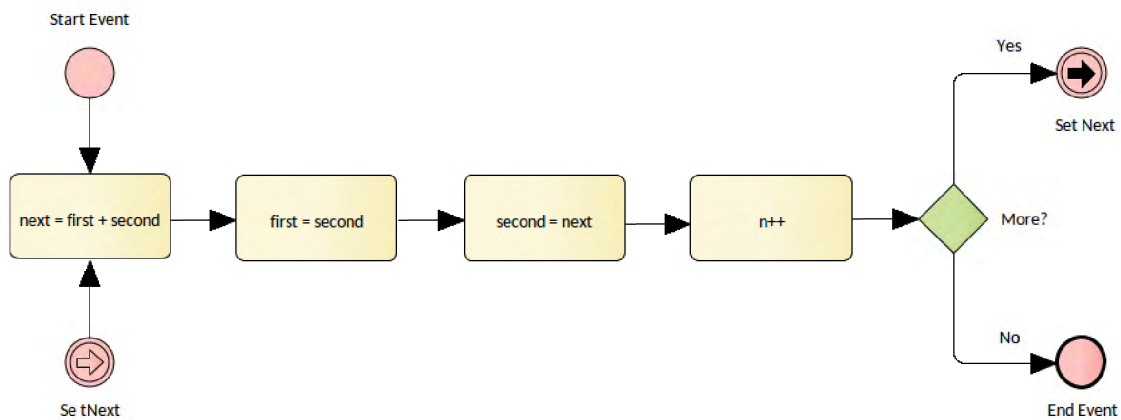 Start Event
Yes
Set Next
next = first + second
first = second
second = next
n++
More?
No
Se tNext
End Event